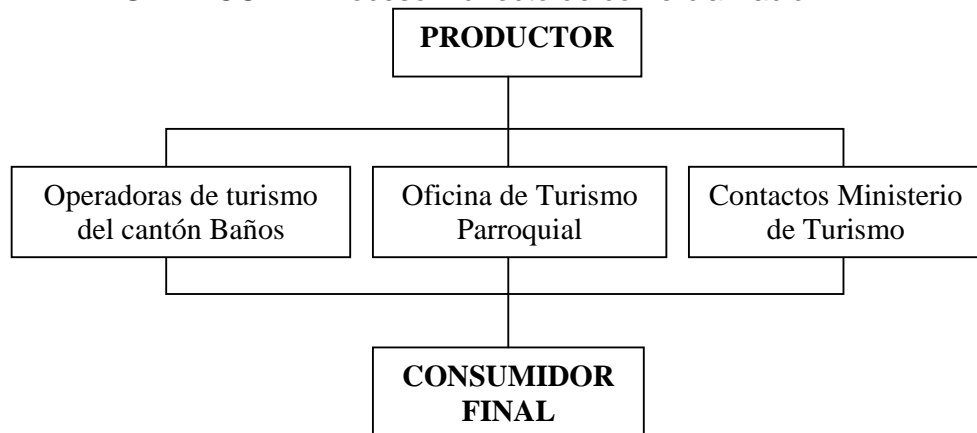 PRODUCTOR
Operadoras de turismo
del cantón Baños
Oficina de Turismo
Parroquial
Contactos Ministerio
de Turismo
CONSUMIDOR
FINAL